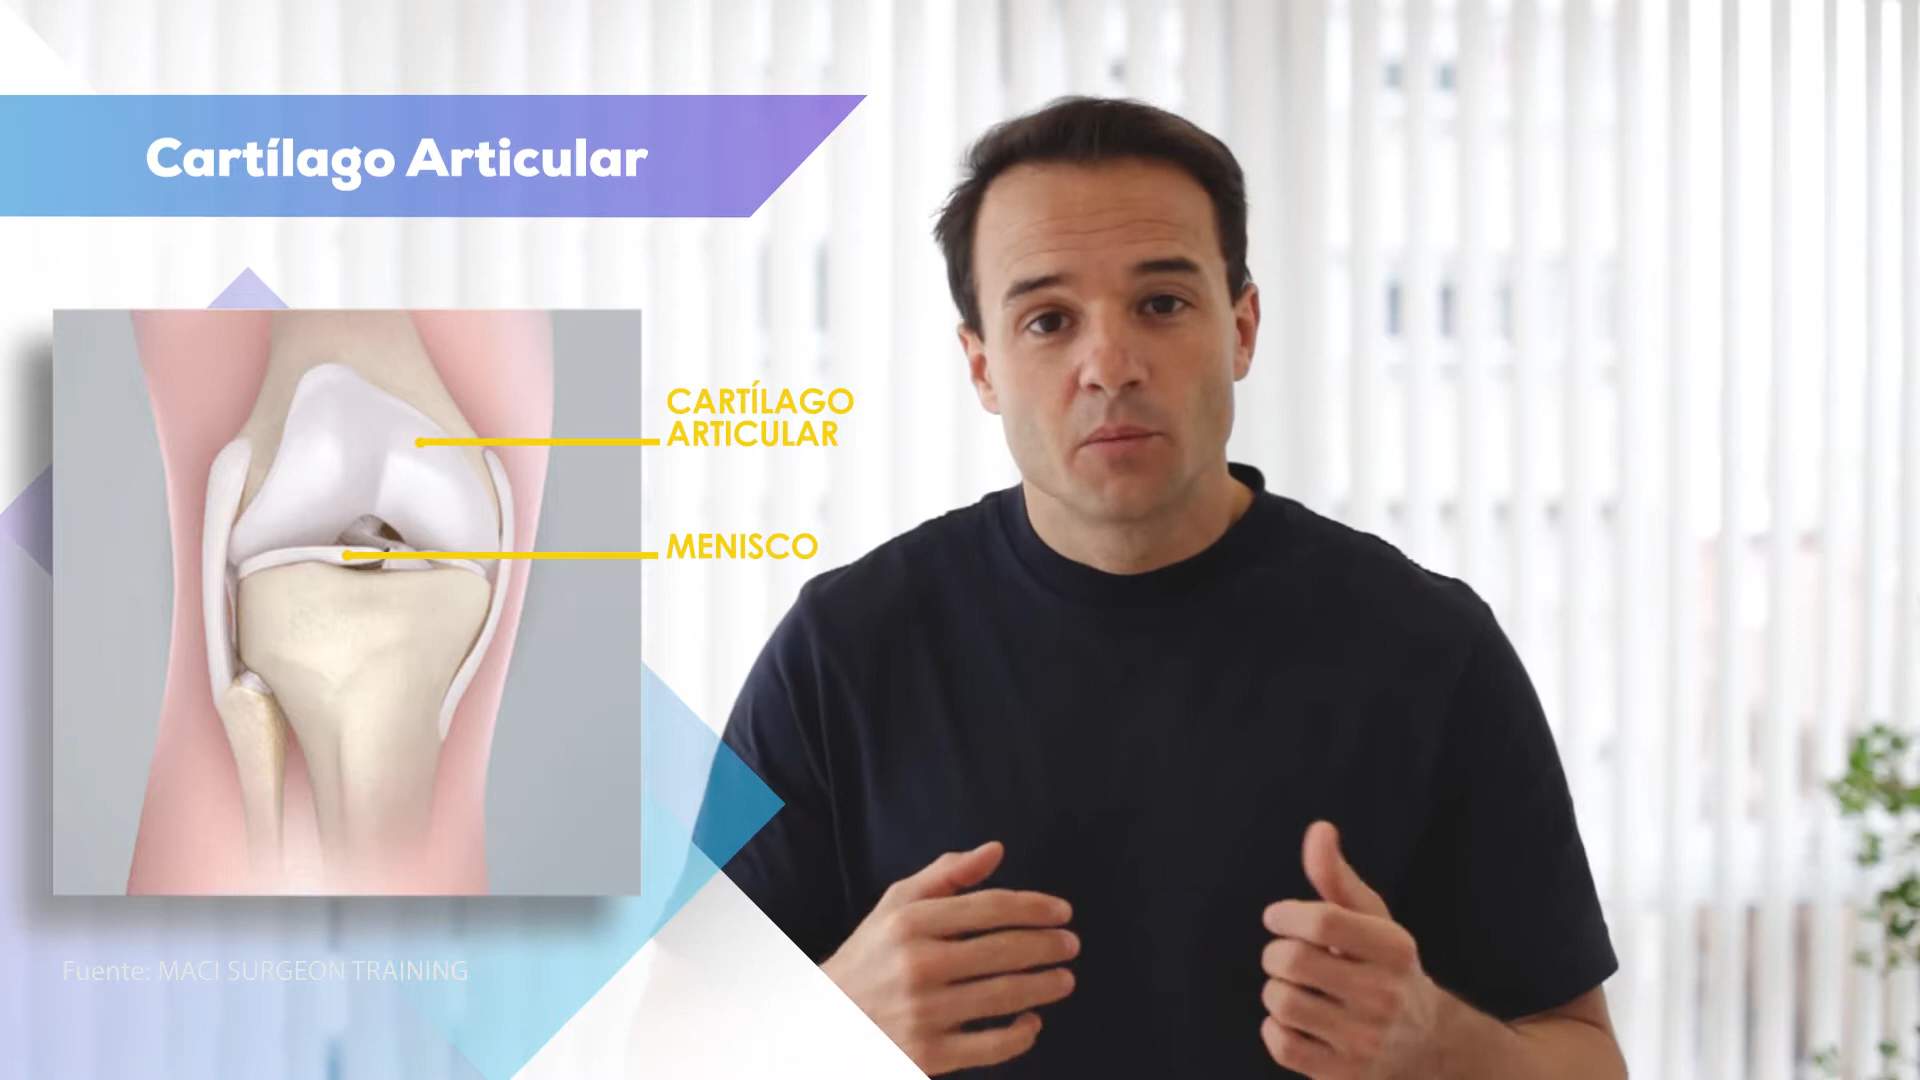 Cartílago Articular
CARTÍLAGO
ARTICULAR
MENISCO
Fuente: MACI SURGEON TRAINING